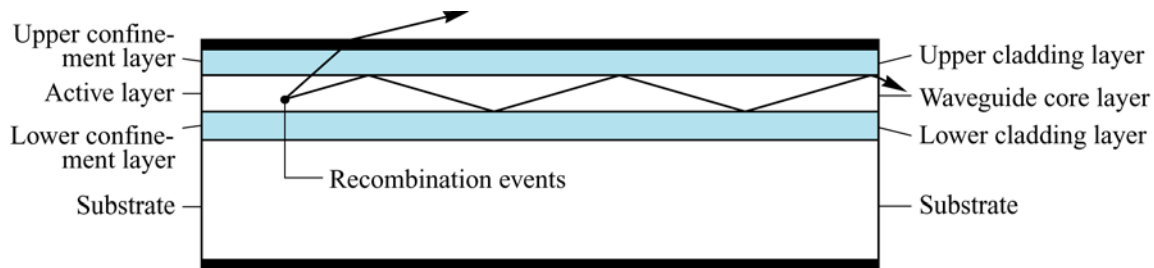 Upper confine-
ment layer
Active layer
Lower confine-
ment layer
Substrate
Recombination events
Upper cladding layer
Waveguide core layer
Lower cladding layer
Substrate